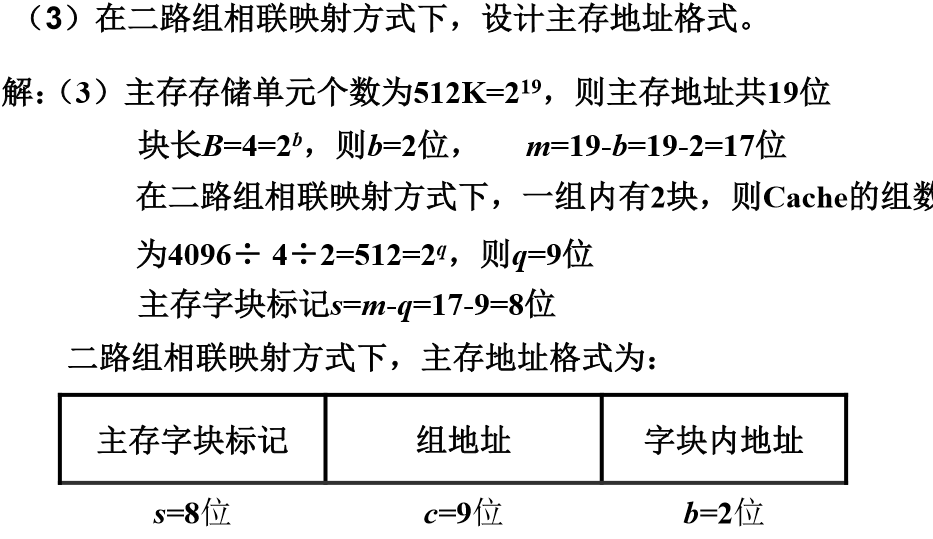 （3）在二路组相联映射方式下，设计主存地址格式。
解：（3）主存存储单元个数为512K=2¹⁹，则主存地址共19位
块长B=4=2ᵇ，则b=2位， m=19-b=19-2=17位
在二路组相联映射方式下，一组内有2块，则Cache的组数
为4096÷ 4÷2=512=2^q，则q=9位
主存字块标记s=m-q=17-9=8位
二路组相联映射方式下，主存地址格式为：
主存字块标记 组地址 字块内地址
s=8位 c=9位 b=2位